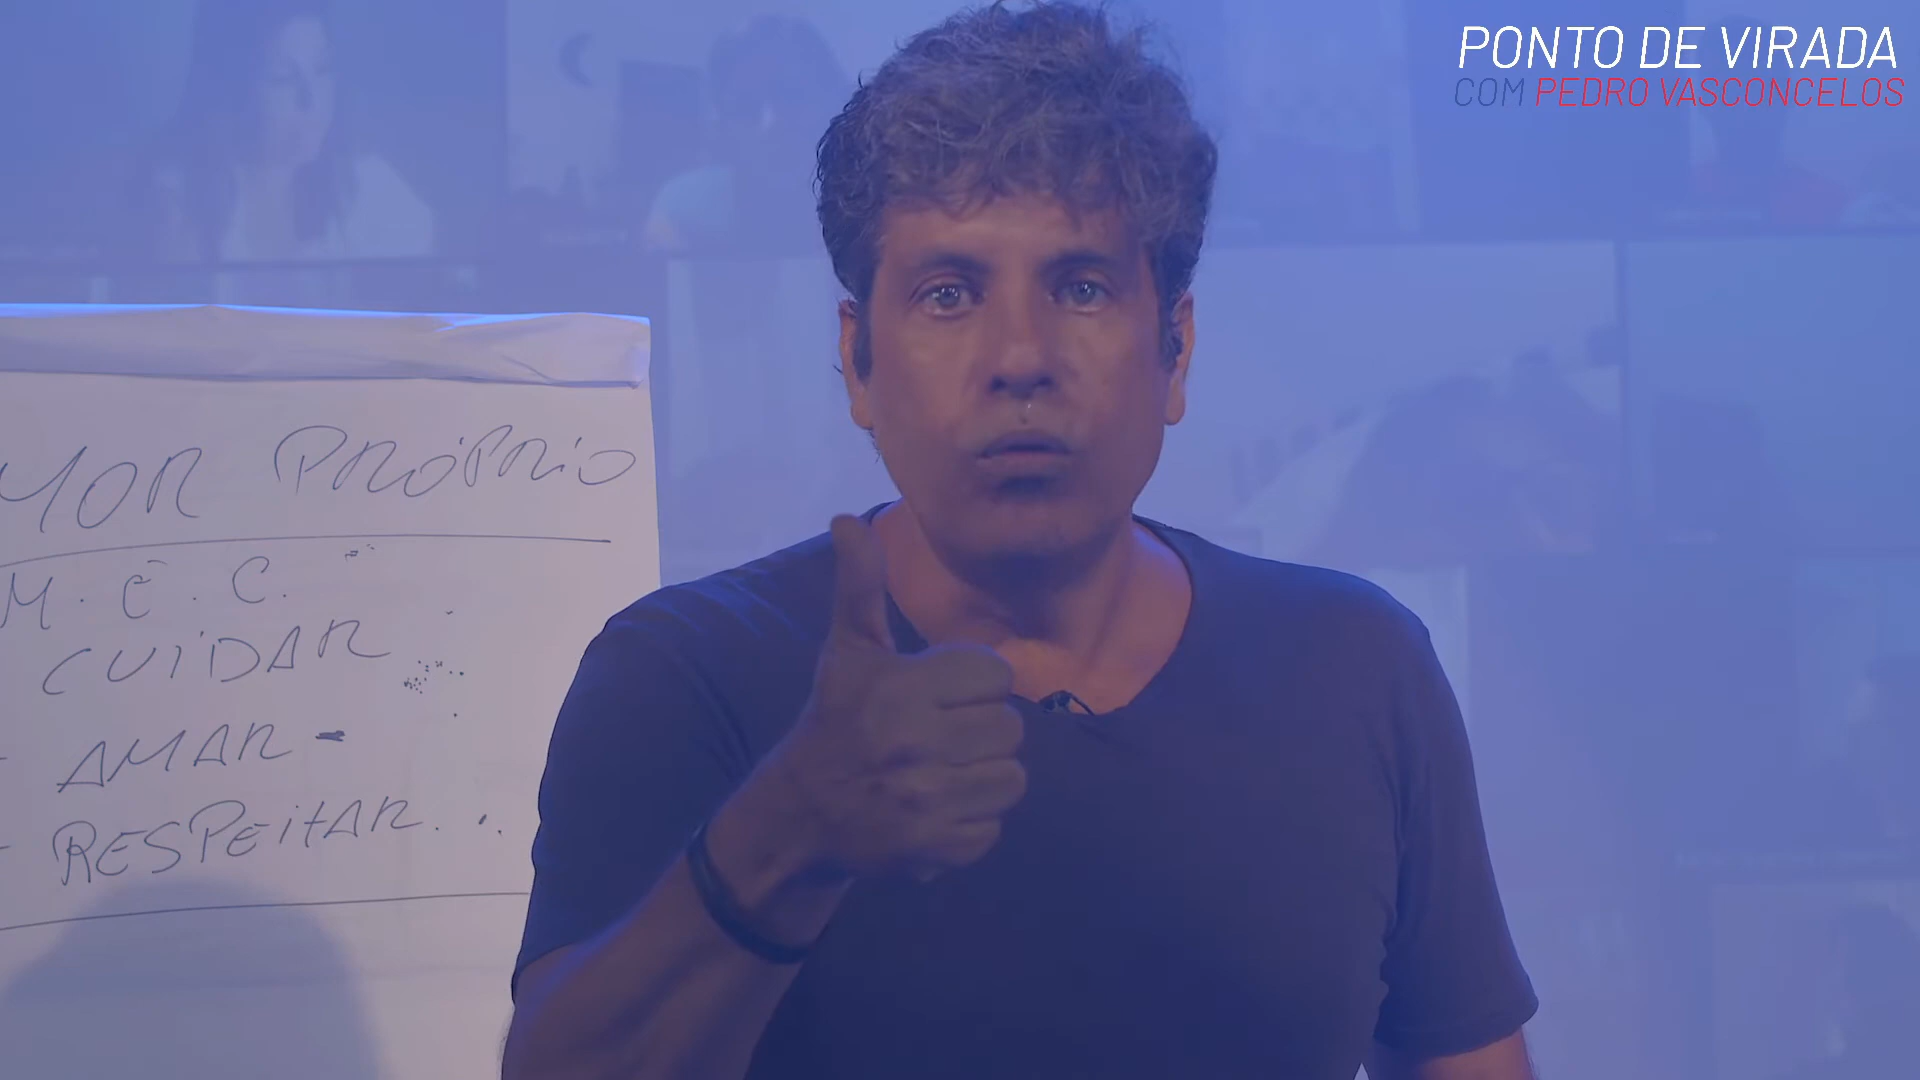 PONTO DE VIRADA
COM PEDRO VASCONCELOS
MOR PRÓPRIO
M. E. C.
CUIDAR
- AMAR -
- RESPEITAR.